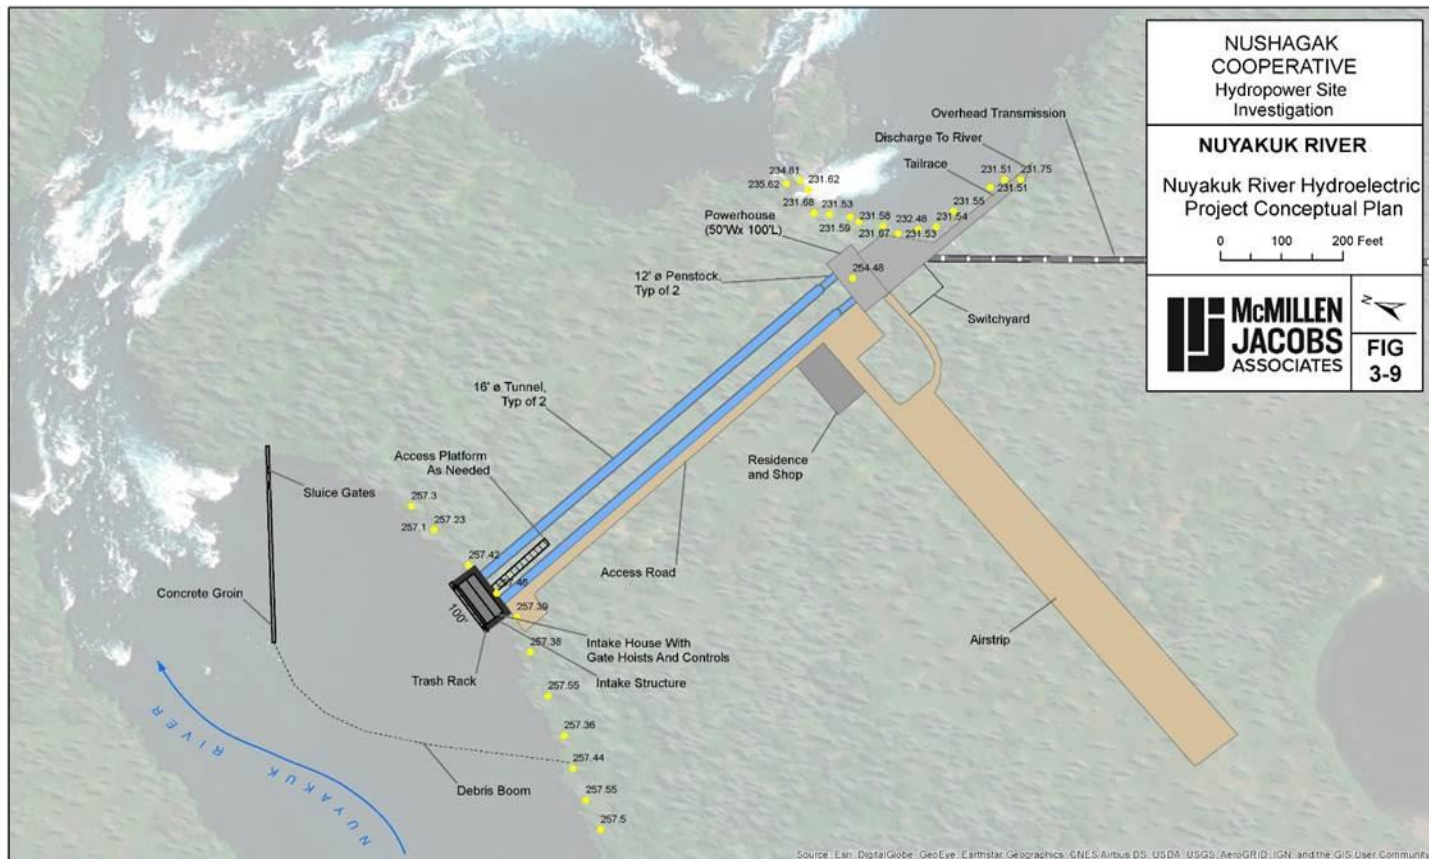 NUSHAGAK
COOPERATIVE
Hydropower Site
Investigation
NUYAKUK RIVER
Nuyakuk River Hydroelectric
Project Conceptual Plan
0 100 200 Feet
McMILLEN
JACOBS
ASSOCIATES
N
FIG
3-9
Overhead Transmission
Discharge To River
Tailrace
234.81
235.62
231.62
231.51
231.75
231.51
231.68
231.53
231.55
231.58
232.48
231.54
231.59
231.67
231.53
Powerhouse
(50'Wx 100'L)
254.48
12' ø Penstock,
Typ of 2
Switchyard
16' ø Tunnel,
Typ of 2
Access Platform
As Needed
Residence
and Shop
Sluice Gates
257.3
257.23
257.1
257.42
Access Road
257.46
Concrete Groin
100'
257.39
257.38
Intake House With
Gate Hoists And Controls
Airstrip
Trash Rack
Intake Structure
257.55
257.36
257.44
Debris Boom
257.55
257.5
NUYAKUK RIVER
Source: Esri, DigitalGlobe, GeoEye, Earthstar Geographics, CNES/Airbus DS, USDA, USGS, AeroGRID, IGN, and the GIS User Community